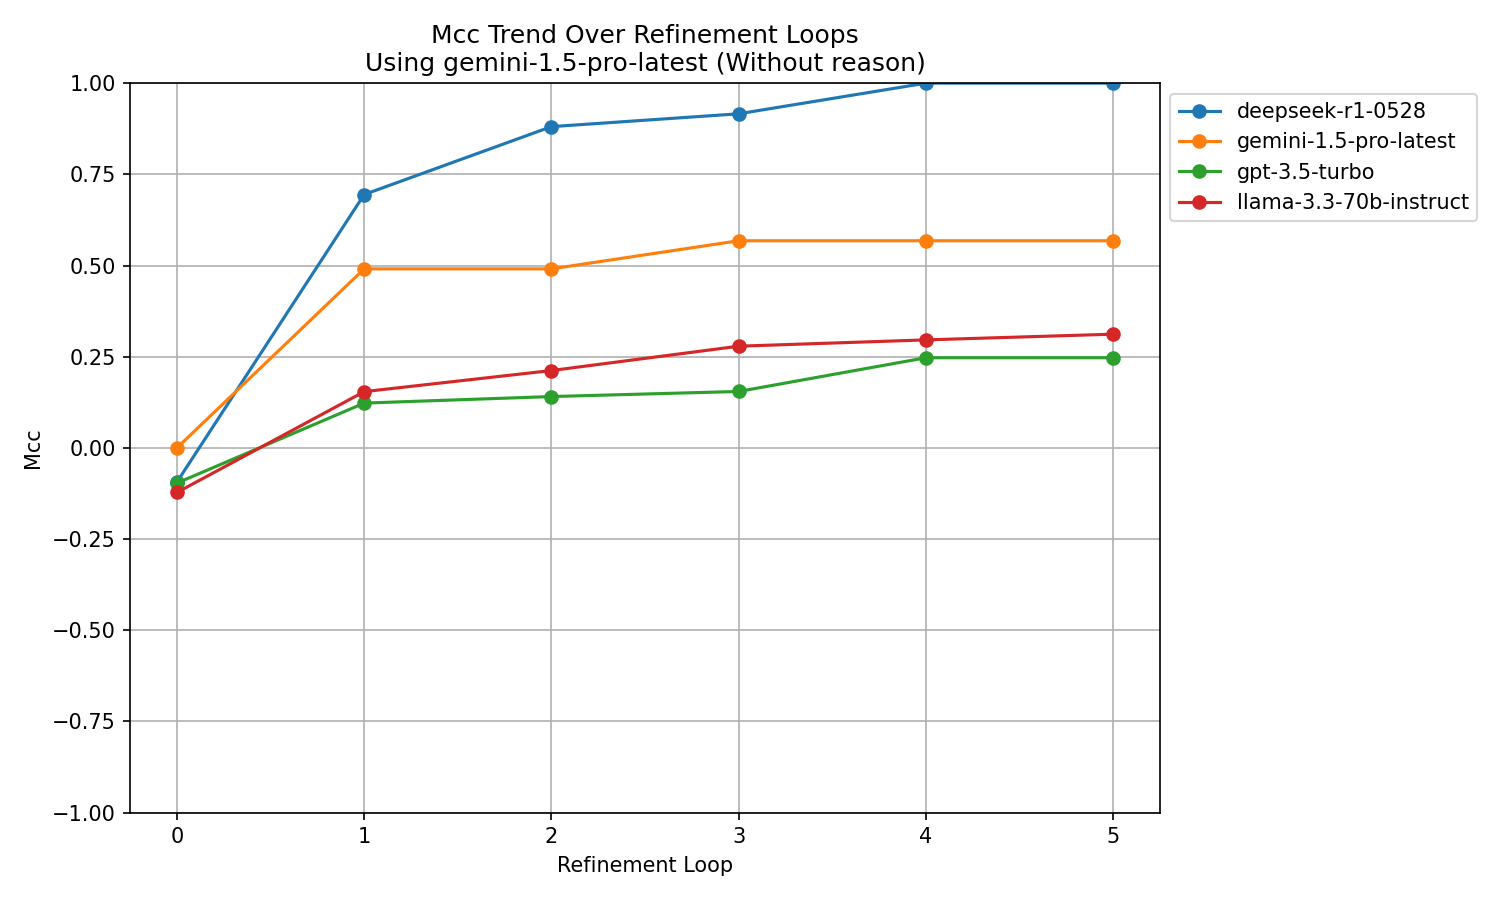 Mcc Trend Over Refinement Loops
Using gemini-1.5-pro-latest (Without reason)
1.00
0.75
0.50
0.25
0.00
−0.25
−0.50
−0.75
−1.00
Mcc
0 1 2 3 4 5
Refinement Loop
deepseek-r1-0528
gemini-1.5-pro-latest
gpt-3.5-turbo
llama-3.3-70b-instruct